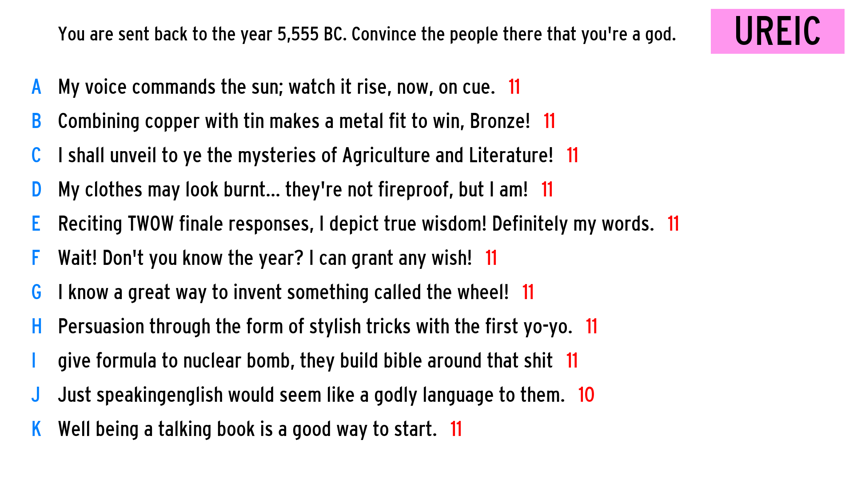 You are sent back to the year 5,555 BC. Convince the people there that you're a god.
UREIC
A My voice commands the sun; watch it rise, now, on cue. 11
B Combining copper with tin makes a metal fit to win, Bronze! 11
C I shall unveil to ye the mysteries of Agriculture and Literature! 11
D My clothes may look burnt... they're not fireproof, but I am! 11
E Reciting TWOW finale responses, I depict true wisdom! Definitely my words. 11
F Wait! Don't you know the year? I can grant any wish! 11
G I know a great way to invent something called the wheel! 11
H Persuasion through the form of stylish tricks with the first yo-yo. 11
I give formula to nuclear bomb, they build bible around that shit 11
J Just speakingenglish would seem like a godly language to them. 10
K Well being a talking book is a good way to start. 11